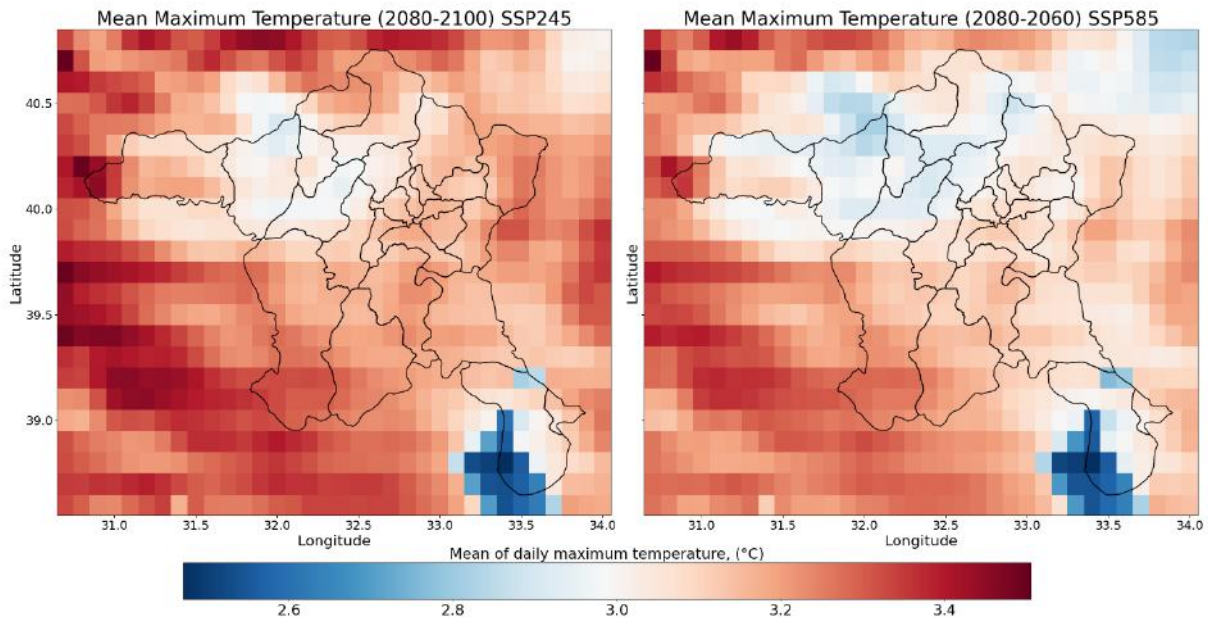 Mean Maximum Temperature (2080-2100) SSP245
Mean Maximum Temperature (2080-2060) SSP585
Latitude
40.5
40.0
39.5
39.0
31.0 31.5 32.0 32.5 33.0 33.5 34.0
Longitude
Latitude
40.5
40.0
39.5
39.0
31.0 31.5 32.0 32.5 33.0 33.5 34.0
Longitude
Mean of daily maximum temperature, (°C)
2.6 2.8 3.0 3.2 3.4